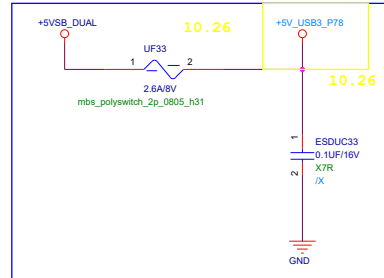 10.26
+5VSB_DUAL
+5V_USB3_P78
UF33
1
2
10.26
2.6A/8V
mbs_polyswitch_2p_0805_h31
1
ESDUC33
0.1UF/16V
X7R
2
/X
GND